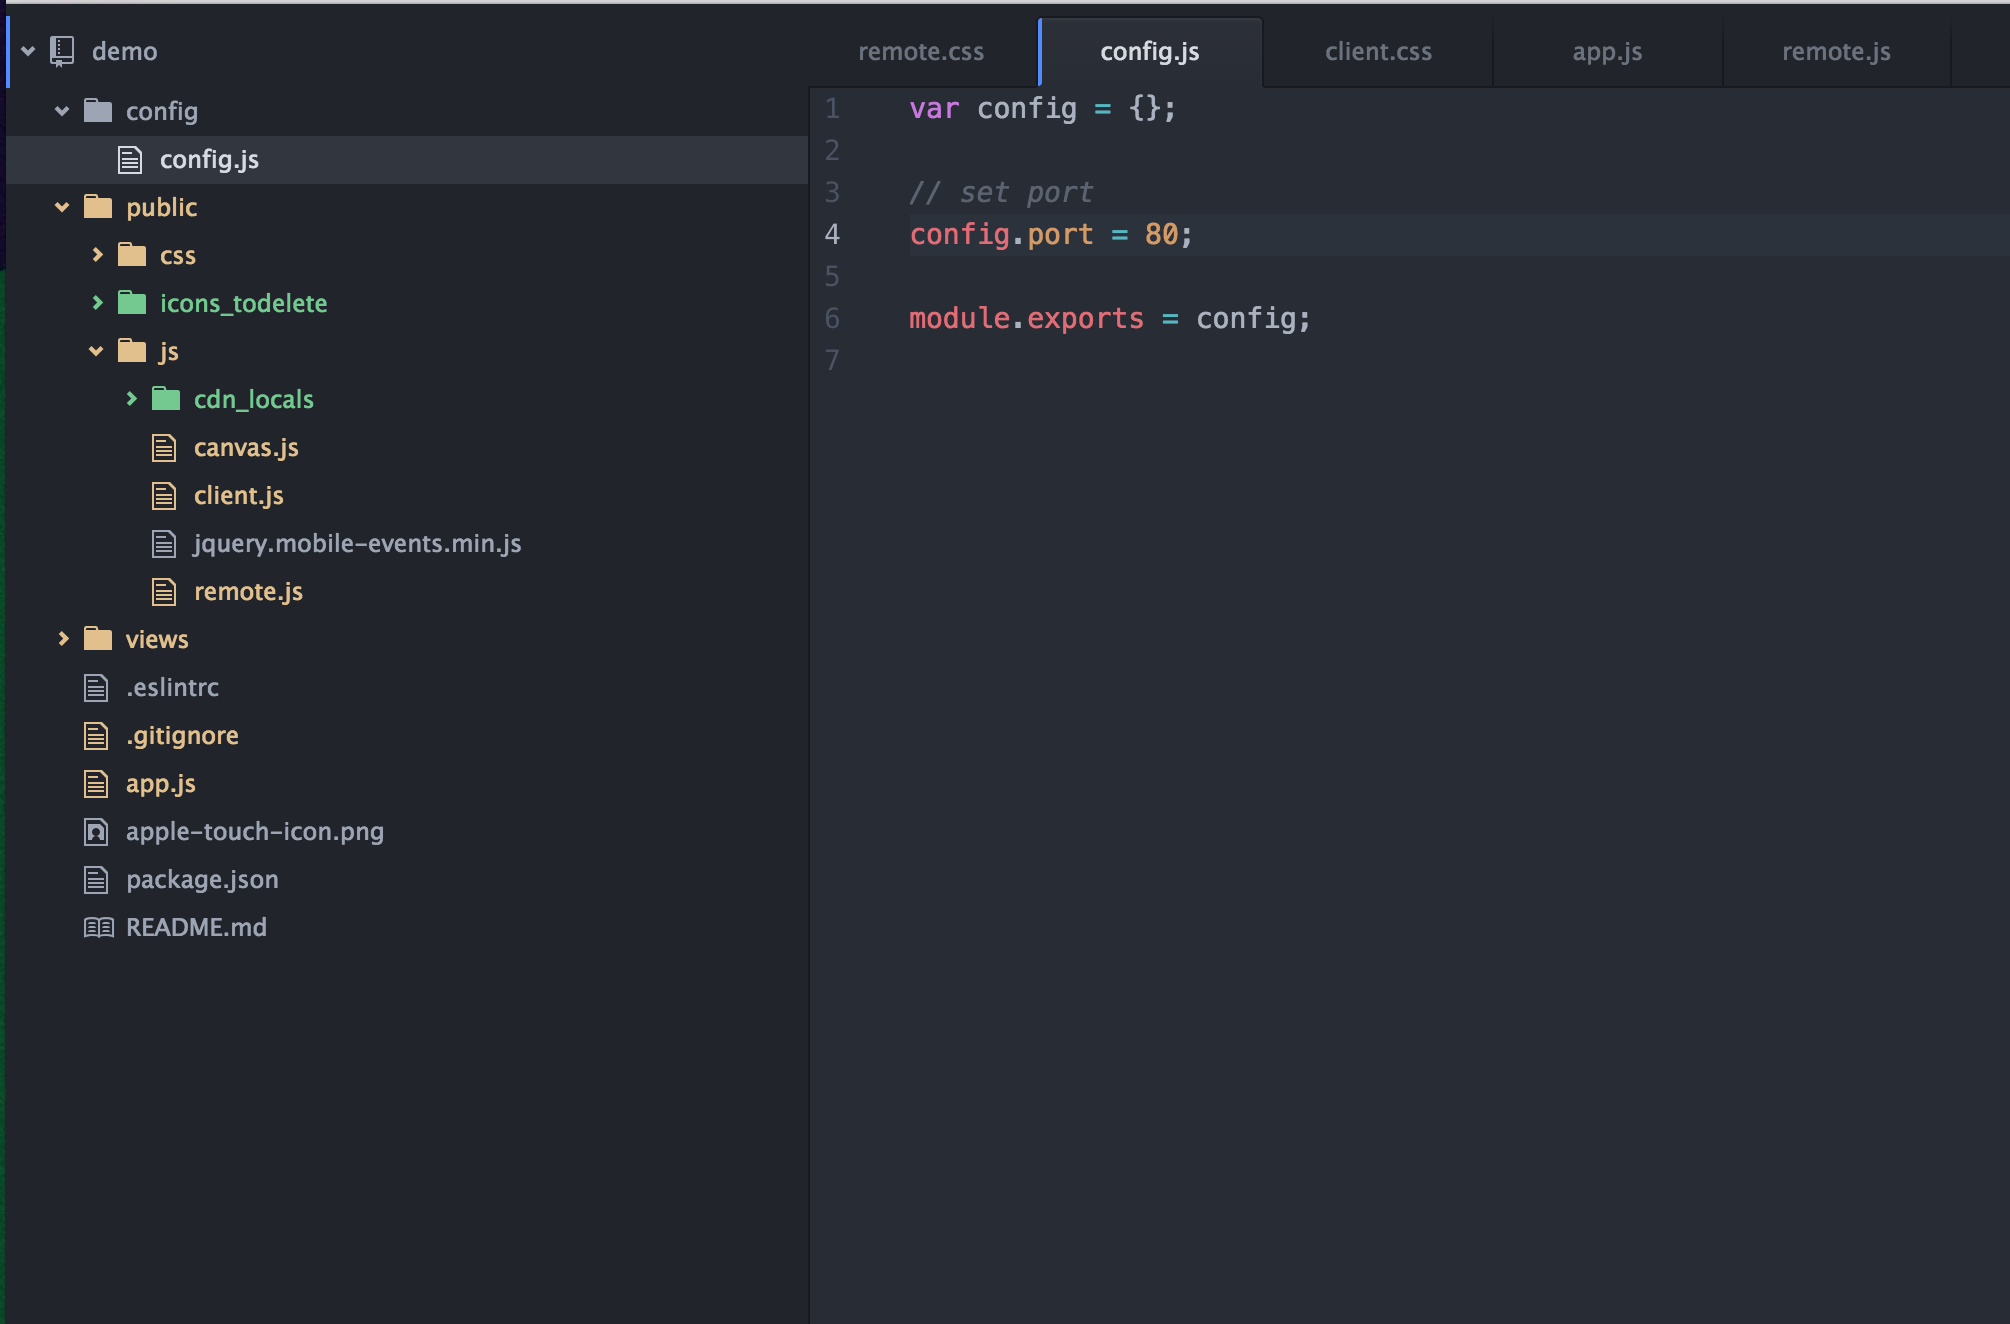 demo
config
config.js
public
css
icons_todelete
js
cdn_locals
canvas.js
client.js
jquery.mobile-events.min.js
remote.js
views
.eslintrc
.gitignore
app.js
apple-touch-icon.png
package.json
README.md
remote.css config.js client.css app.js remote.js
1 var config = {};
2
3 // set port
4 config.port = 80;
5
6 module.exports = config;
7